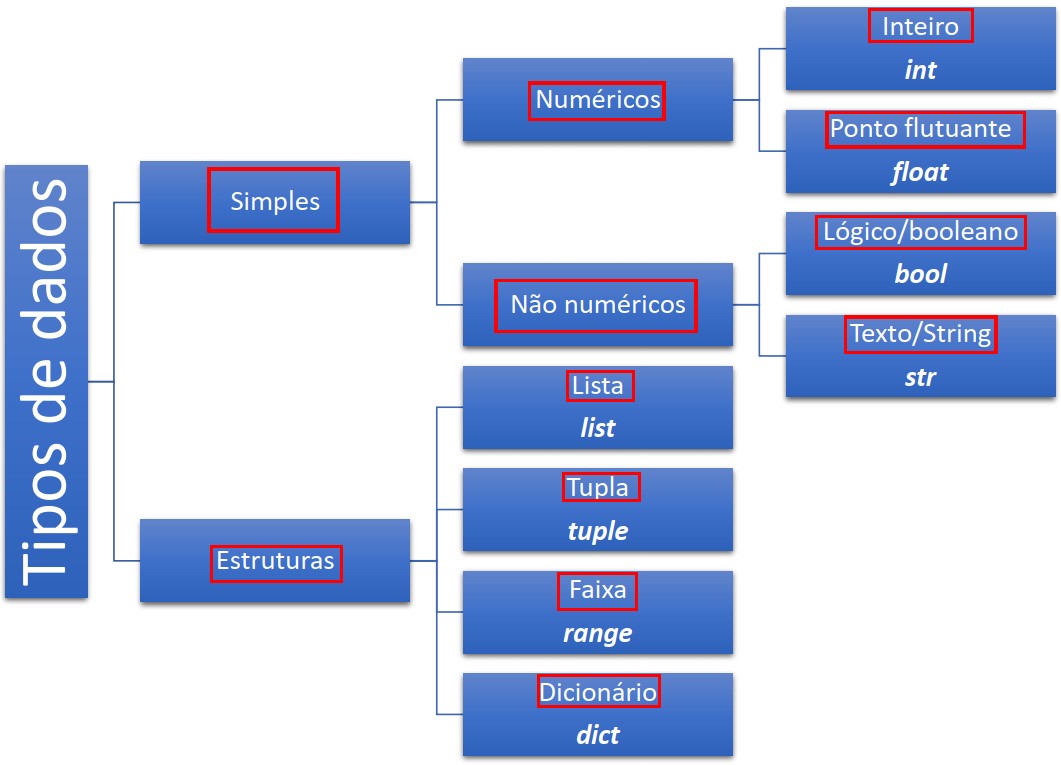 Tipos de dados
Simples
Numéricos
Inteiro
int
Ponto flutuante
float
Não numéricos
Lógico/booleano
bool
Texto/String
str
Estruturas
Lista
list
Tupla
tuple
Faixa
range
Dicionário
dict